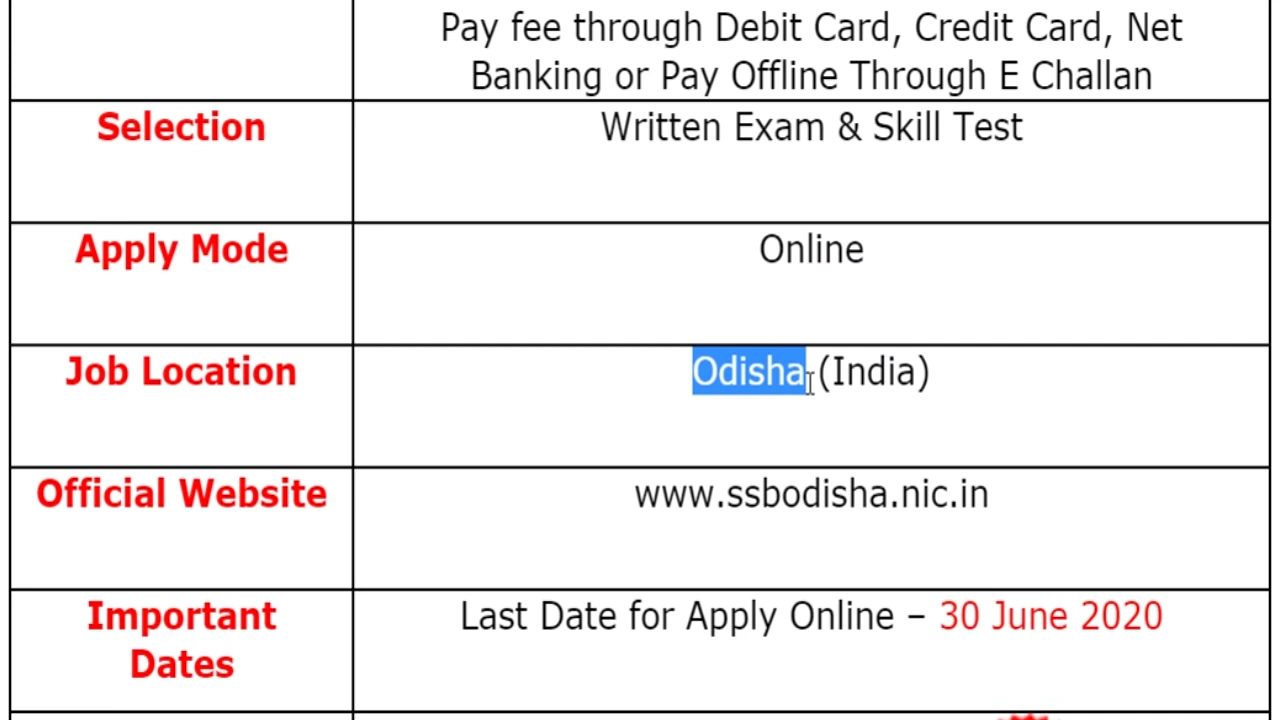 Pay fee through Debit Card, Credit Card, Net
Banking or Pay Offline Through E Challan
Selection
Written Exam & Skill Test
Apply Mode
Online
Job Location
Odisha (India)
Official Website
www.ssbodisha.nic.in
Important
Dates
Last Date for Apply Online – 30 June 2020